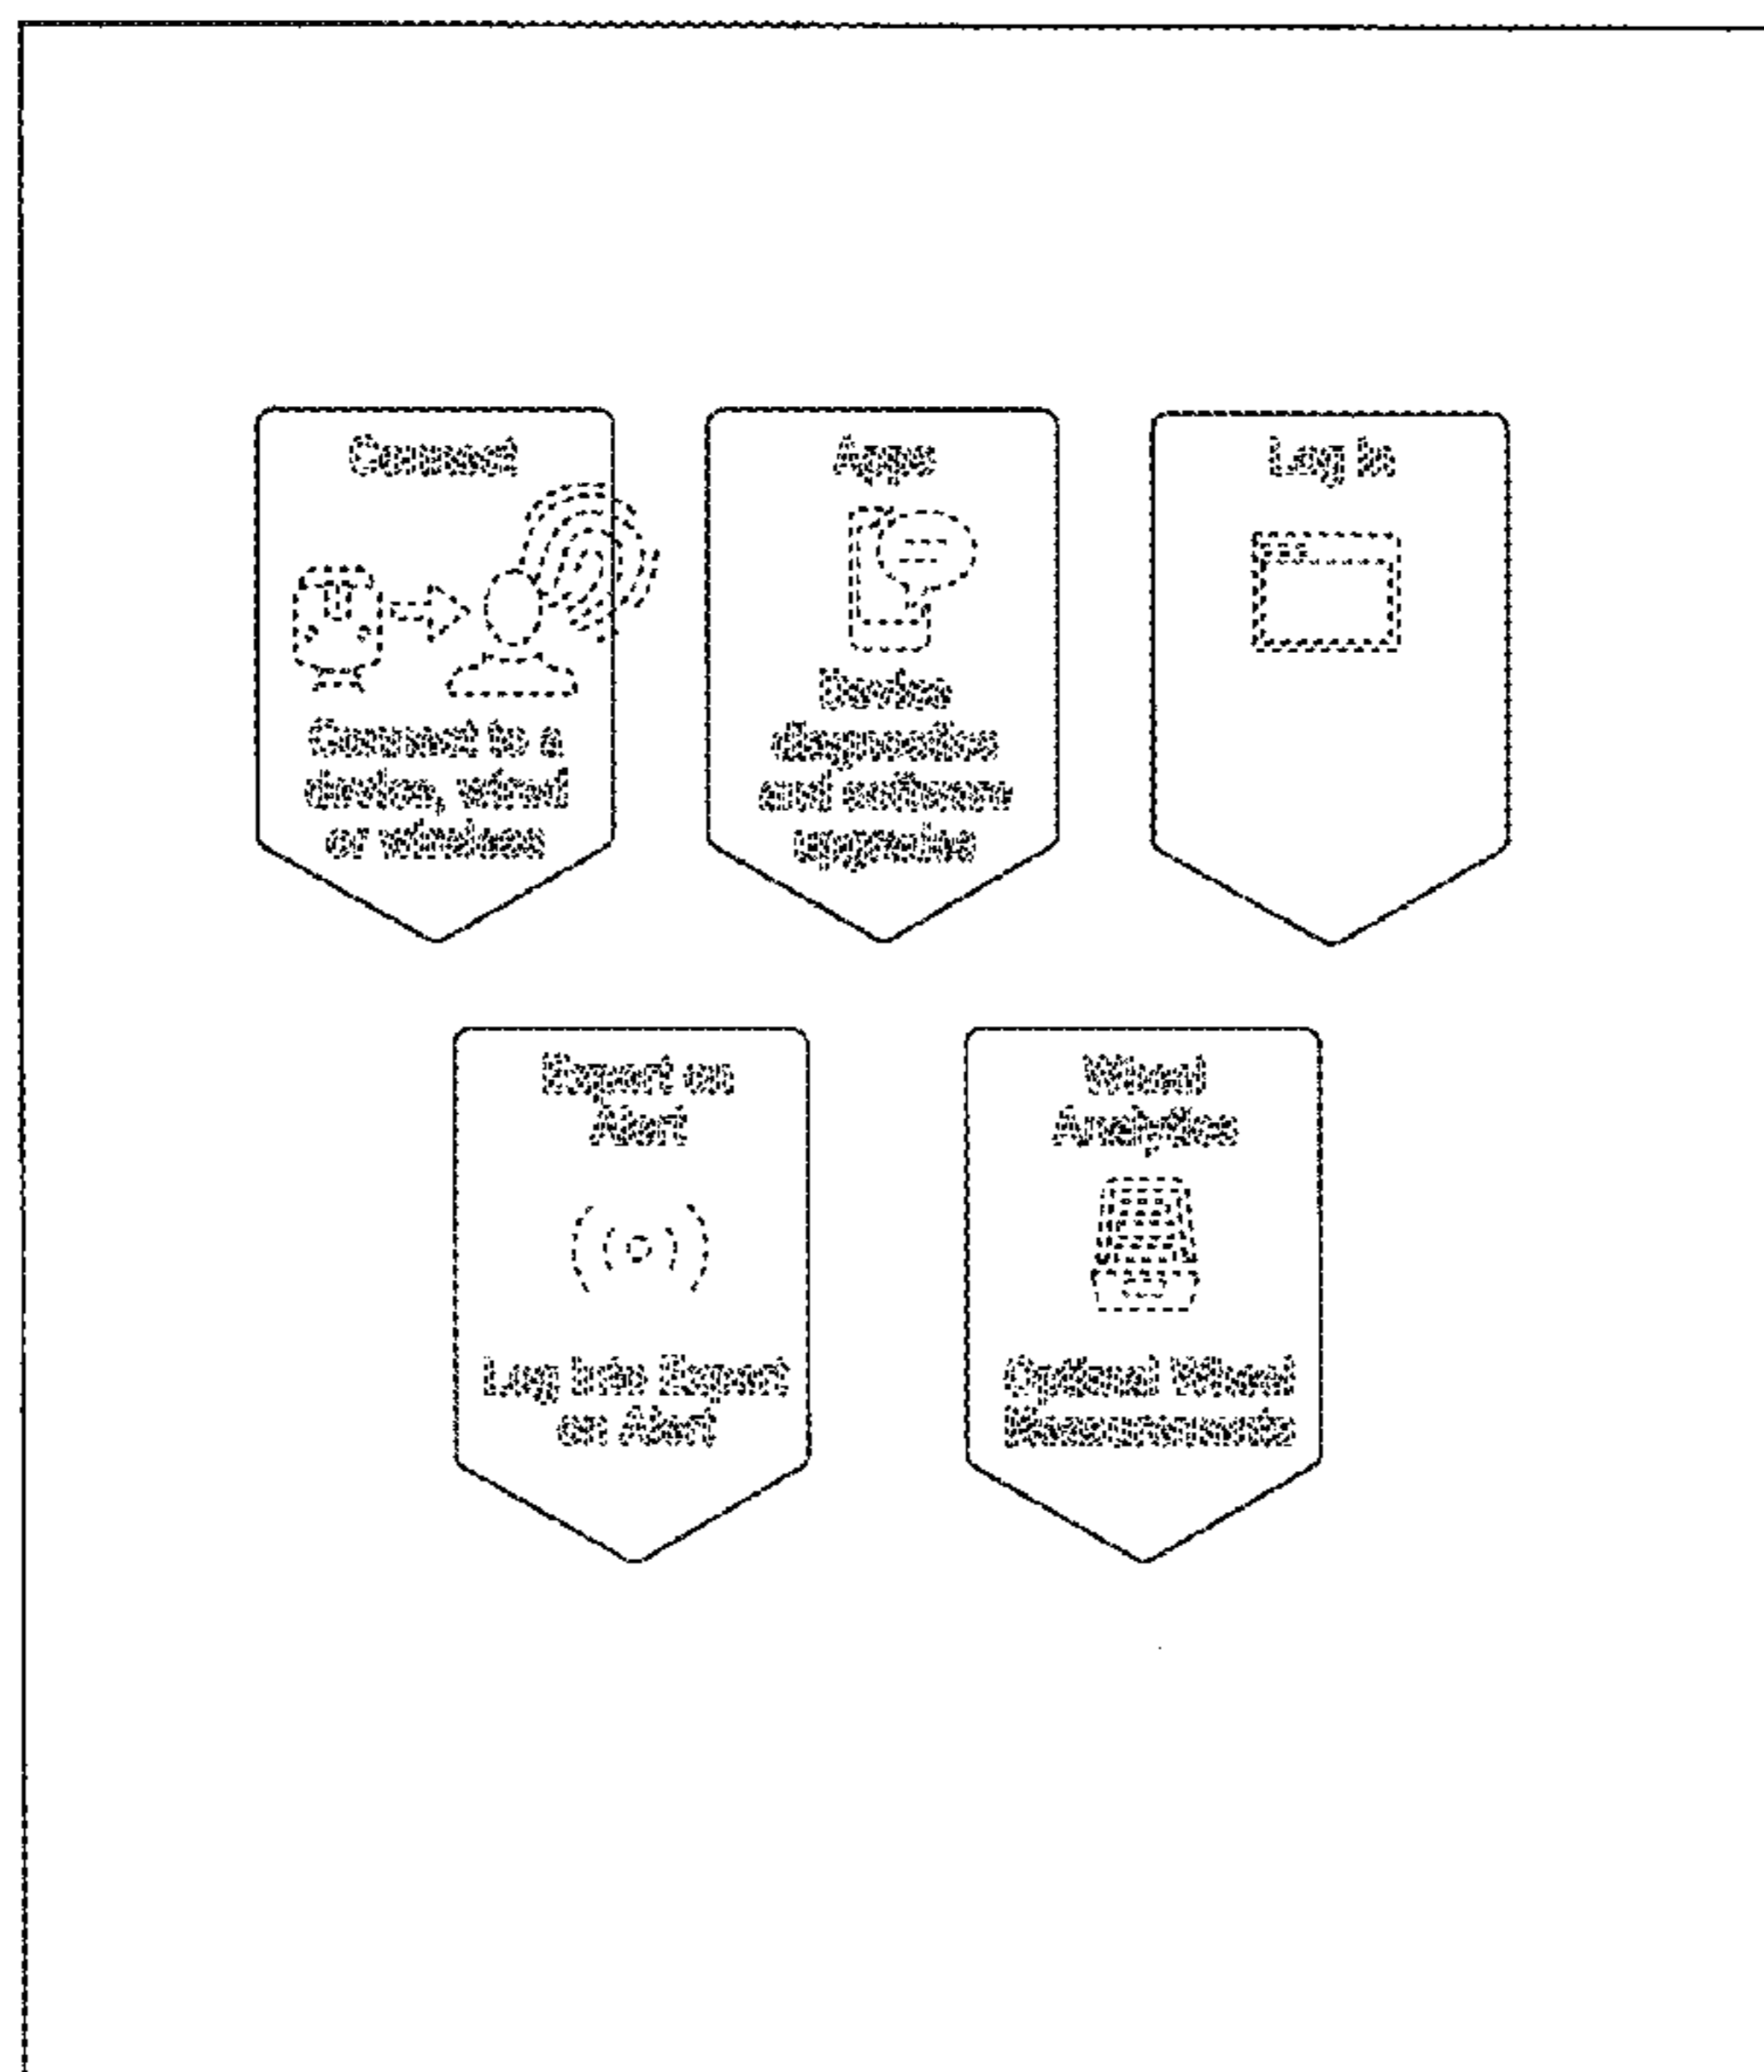 Connect
Connect to a
device, wired
or wireless
Apps
Device
diagnostics
and software
upgrades
Log In
Expert on
Alert
Log Into Expert
on Alert
Wheel
Analytics
Optional Wheel
Measurements